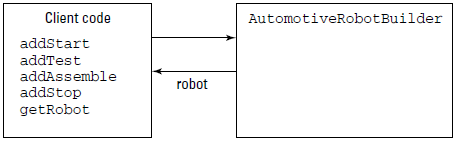 Client code
addStart
addTest
addAssemble
addStop
getRobot
robot
AutomotiveRobotBuilder